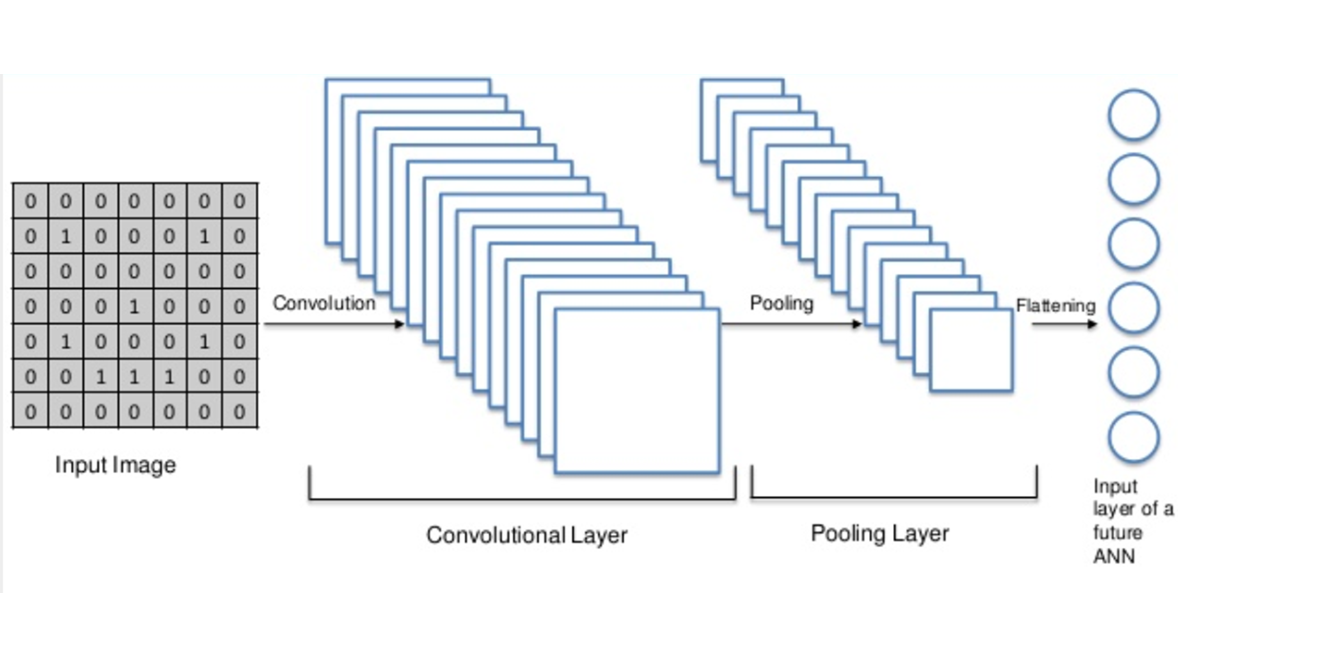 0 0 0 0 0 0 0
0 1 0 0 0 1 0
0 0 0 0 0 0 0
0 0 0 1 0 0 0
0 1 0 0 0 1 0
0 0 1 1 1 0 0
0 0 0 0 0 0 0
Input Image
Convolution
Convolutional Layer
Pooling
Pooling Layer
Flattening
Input
layer of a
future
ANN